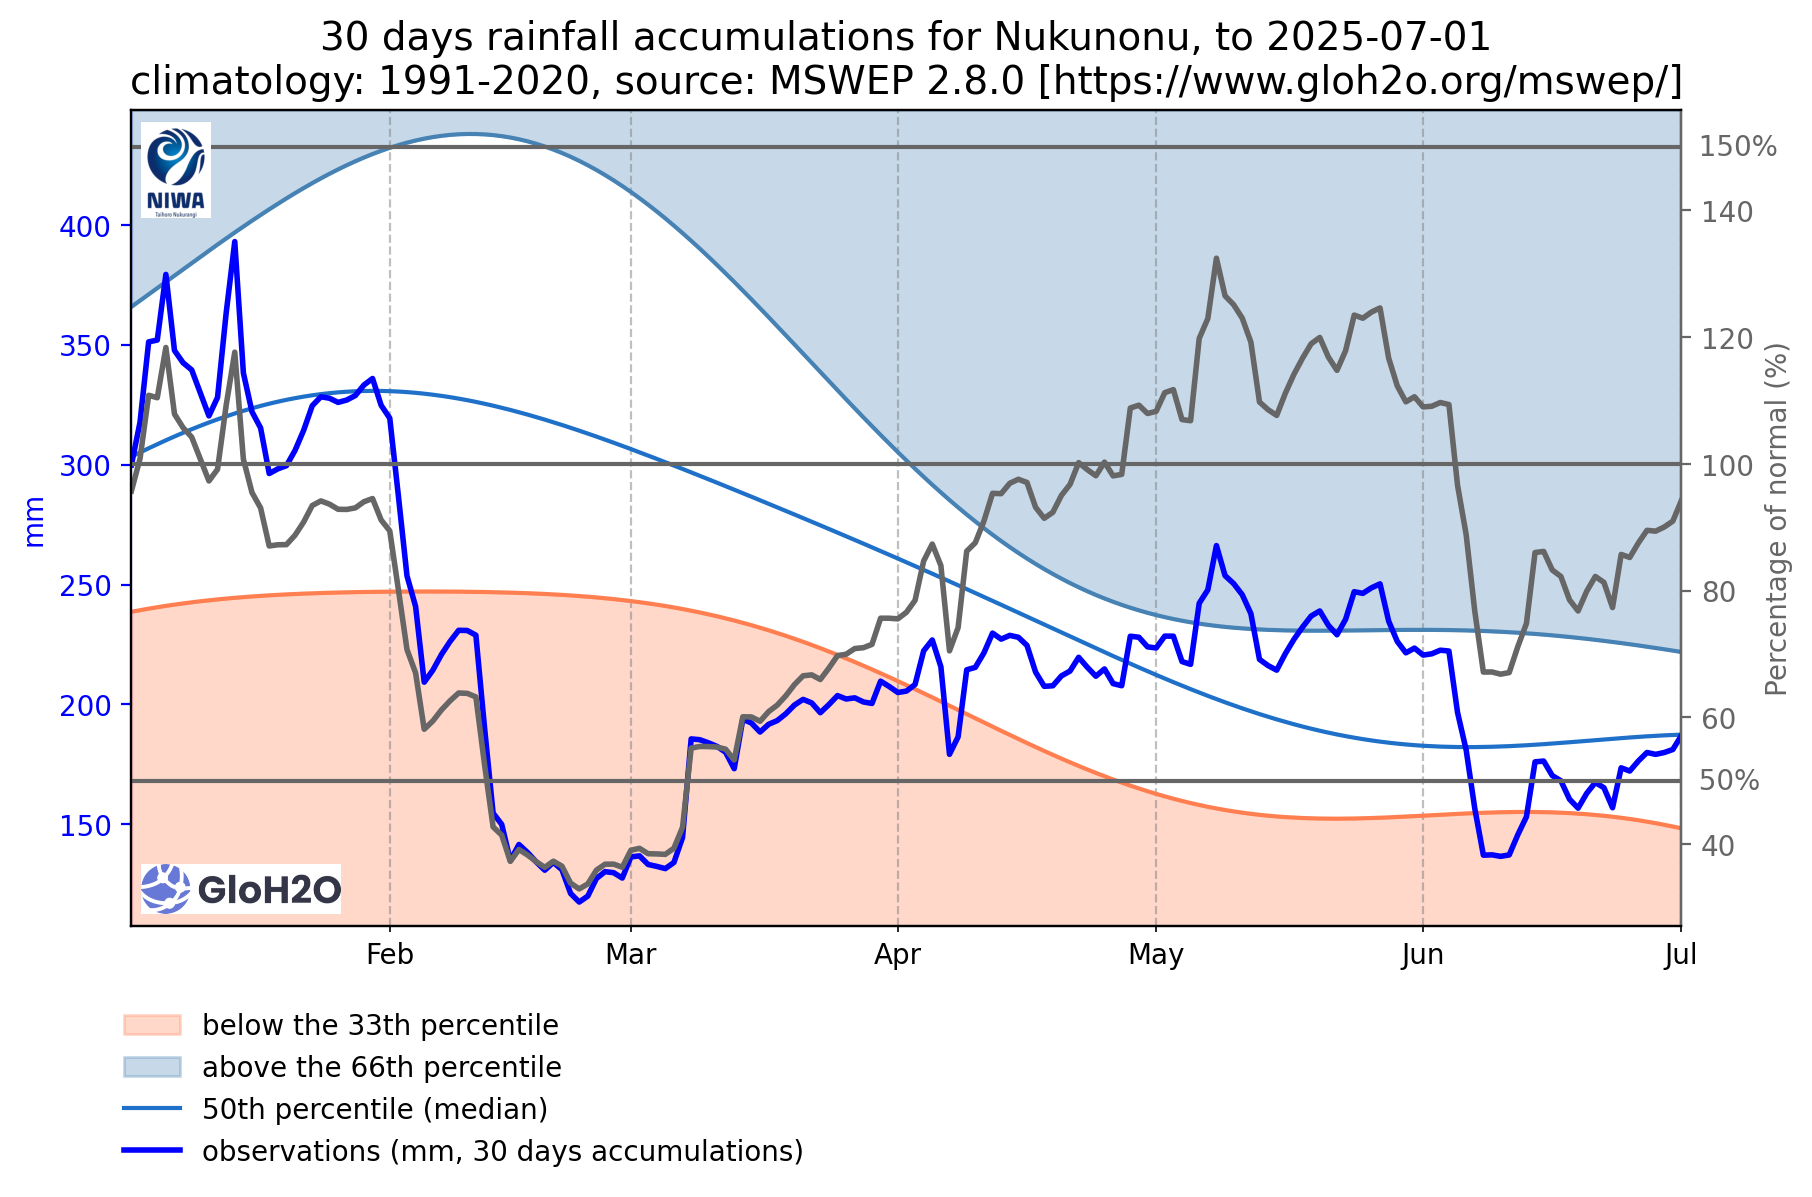 30 days rainfall accumulations for Nukunonu, to 2025-07-01
climatology: 1991-2020, source: MSWEP 2.8.0 [https://www.gloh2o.org/mswep/]
NIWA
Taihoro Nukurangi
400
350
300
250
200
150
mm
150%
140
120
100
80
60
50%
40
Percentage of normal (%)
GloH2O
Feb Mar Apr May Jun Jul
below the 33th percentile
above the 66th percentile
50th percentile (median)
observations (mm, 30 days accumulations)